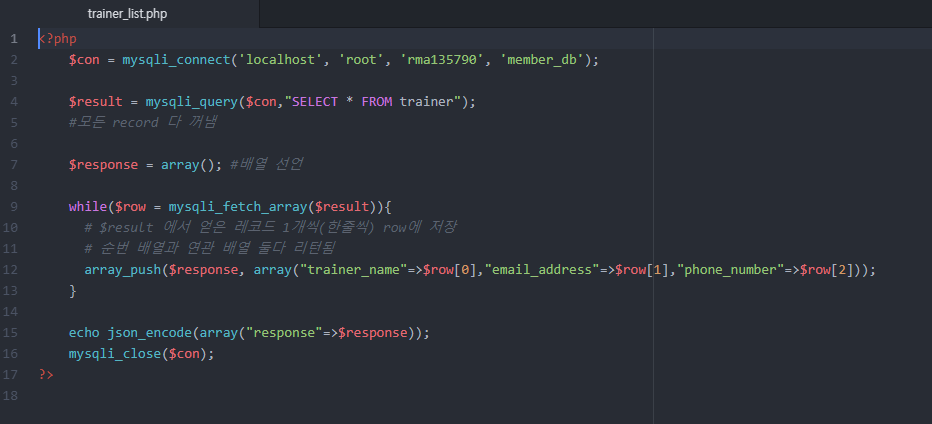 trainer_list.php
1 <?php
2 $con = mysqli_connect('localhost', 'root', 'rma135790', 'member_db');
3
4 $result = mysqli_query($con,"SELECT * FROM trainer");
5 #모든 record 다 꺼냄
6
7 $response = array(); #배열 선언
8
9 while($row = mysqli_fetch_array($result)){
10 # $result 에서 얻은 레코드 1개씩(한줄씩) row에 저장
11 # 순번 배열과 연관 배열 둘다 리턴됨
12 array_push($response, array("trainer_name"=>$row[0],"email_address"=>$row[1],"phone_number"=>$row[2]));
13 }
14
15 echo json_encode(array("response"=>$response));
16 mysqli_close($con);
17 ?>
18